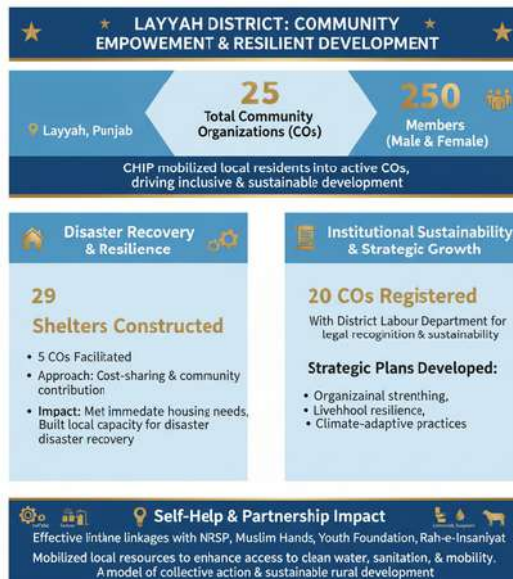 LAYYAH DISTRICT: COMMUNITY
EMPOWEMENT & RESILIENT DEVELOPMENT
25
Total Community
Organizations (COs)
Layyah, Punjab
250
Members
(Male & Female)
CHIP mobilized local residents into active COs,
driving inclusive & sustainable development
Disaster Recovery
& Resilience
29
Shelters Constructed
• 5 COs Facilitated
• Approach: Cost-sharing & community
contribution
• Impact: Met immediate housing needs,
Built local capacity for disaster
disaster recovery
Institutional Sustainability
& Strategic Growth
20 COs Registered
With District Labour Department for
legal recoginition & sustainability
Strategic Plans Developed:
• Organizainal strenthing,
• Livehhool resilience,
• Climate-adaptive practices
Self-Help & Partnership Impact
Effective linlane linkages with NRSP, Muslim Hands, Youth Foundation, Rah-e-Insaniyat
Mobilized local resources to enhance access to clean water, sanitation, & mobility.
A model of collective action & sustainable rural development